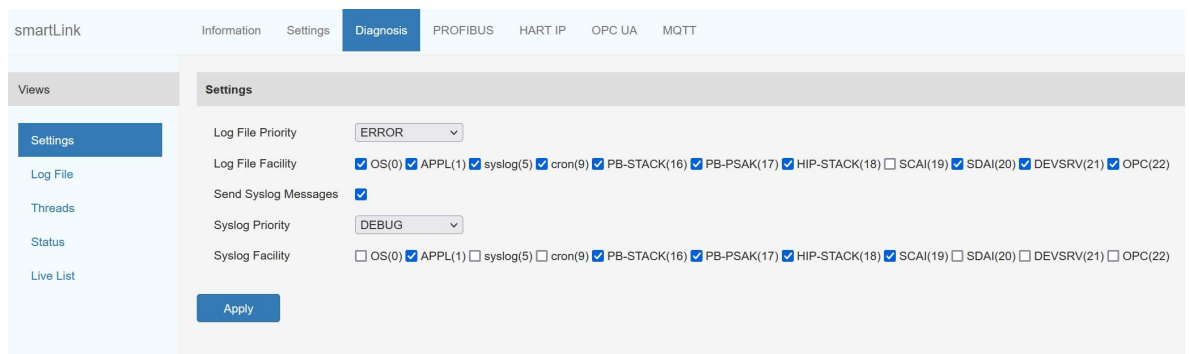 smartLink Information Settings Diagnosis PROFIBUS HART IP OPC UA MQTT
Views
Settings
Log File
Threads
Status
Live List
Settings
Log File Priority ERROR
Log File Facility OS(0) APPL(1) syslog(5) cron(9) PB-STACK(16) PB-PSAK(17) HIP-STACK(18) SCAI(19) SDAI(20) DEVSRV(21) OPC(22)
Send Syslog Messages
Syslog Priority DEBUG
Syslog Facility OS(0) APPL(1) syslog(5) cron(9) PB-STACK(16) PB-PSAK(17) HIP-STACK(18) SCAI(19) SDAI(20) DEVSRV(21) OPC(22)
Apply